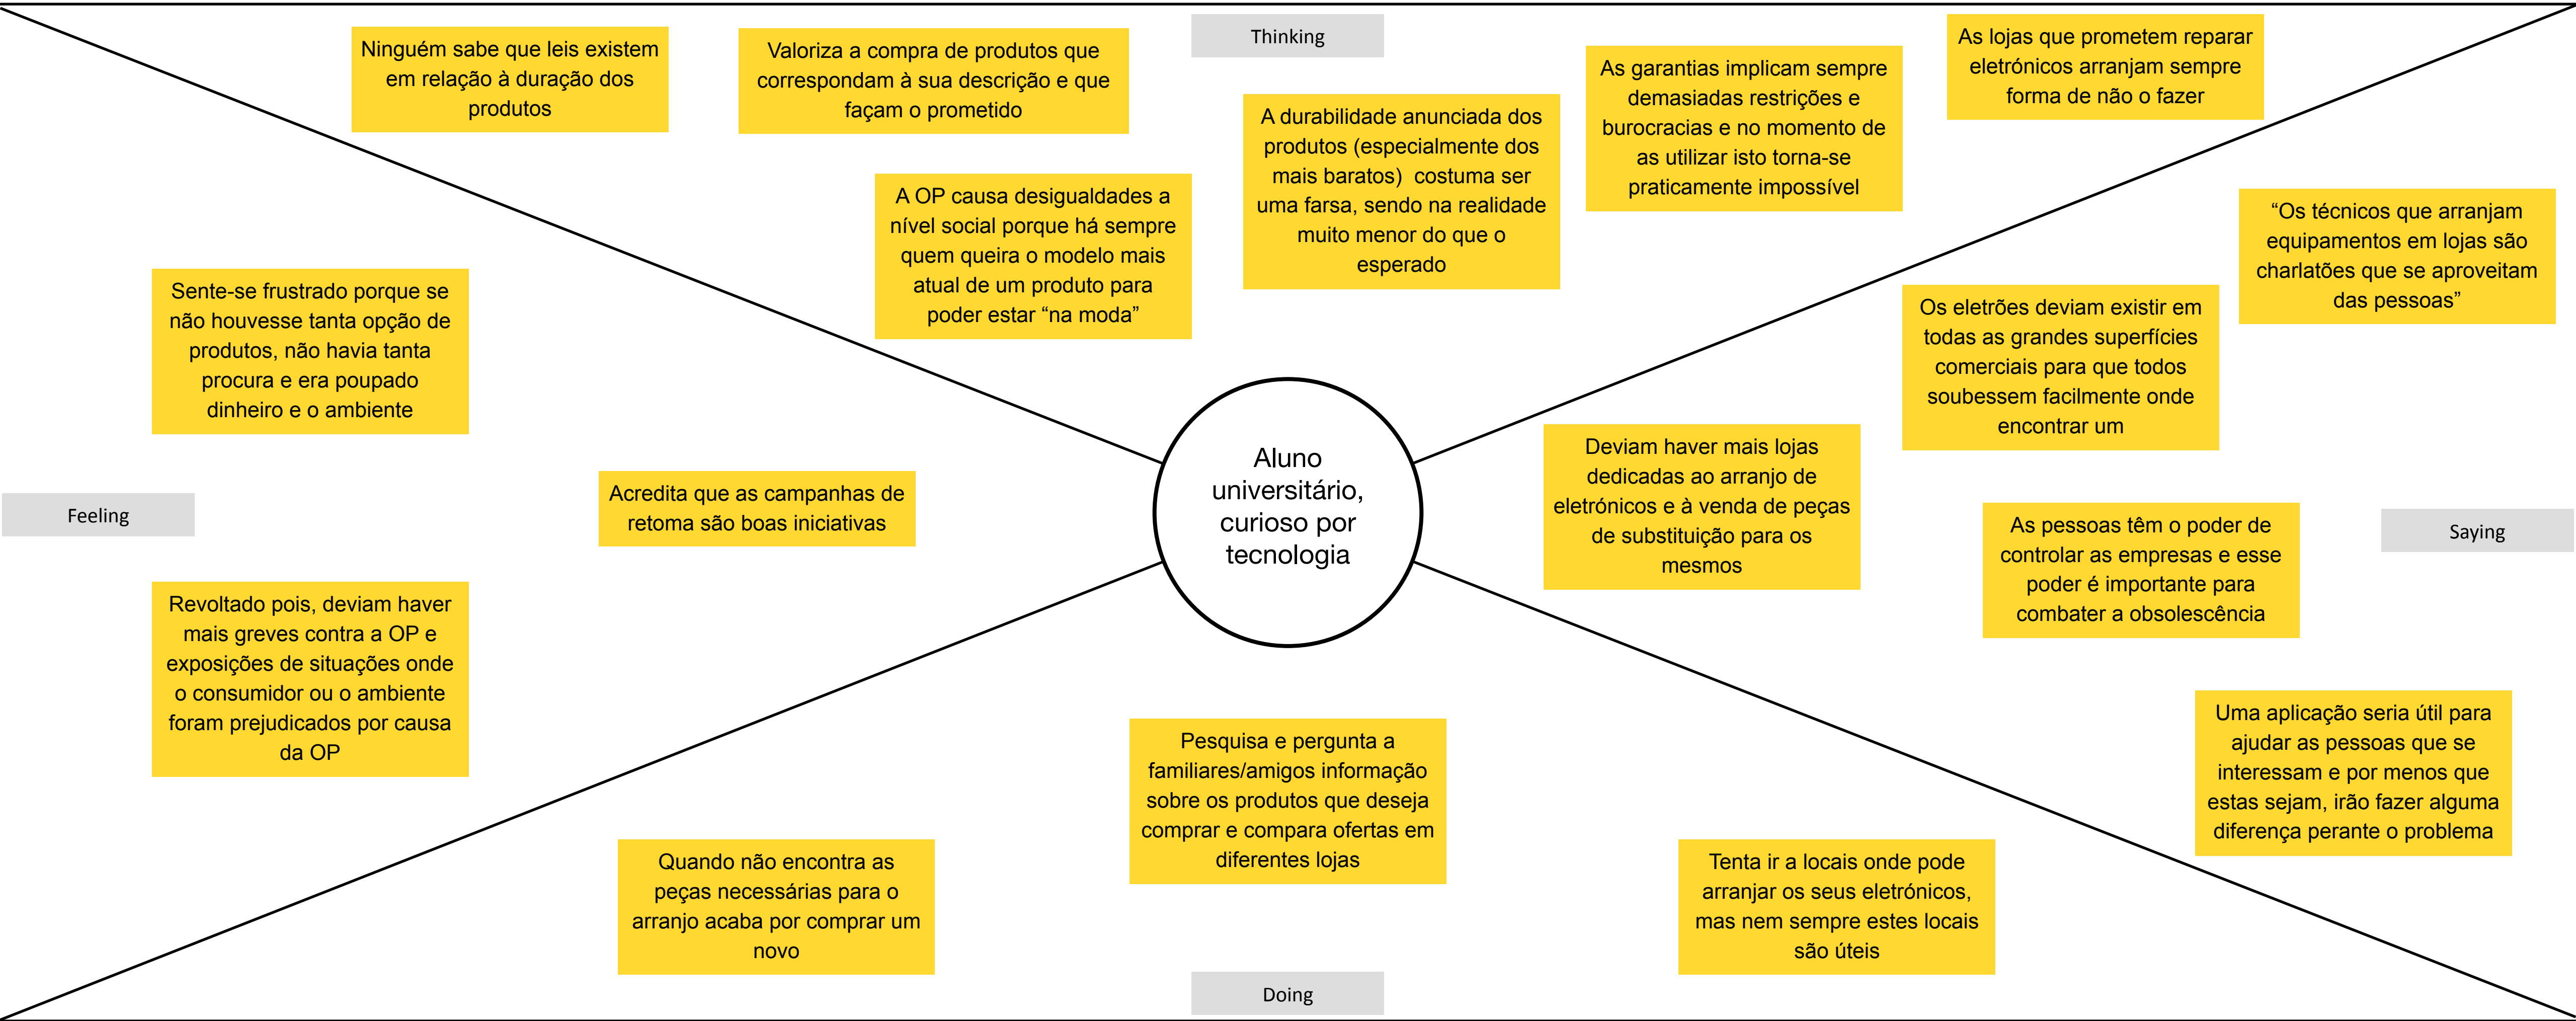 Thinking
Ninguém sabe que leis existem
em relação à duração dos
produtos
Valoriza a compra de produtos que
correspondam à sua descrição e que
façam o prometido
A OP causa desigualdades a
nível social porque há sempre
quem queira o modelo mais
atual de um produto para
poder estar “na moda”
A durabilidade anunciada dos
produtos (especialmente dos
mais baratos) costuma ser
uma farsa, sendo na realidade
muito menor do que o
esperado
As garantias implicam sempre
demasiadas restrições e
burocracias e no momento de
as utilizar isto torna-se
praticamente impossível
As lojas que prometem reparar
eletrónicos arranjam sempre
forma de não o fazer
“Os técnicos que arranjam
equipamentos em lojas são
charlatões que se aproveitam
das pessoas”
Os eletrões deviam existir em
todas as grandes superfícies
comerciais para que todos
soubessem facilmente onde
encontrar um
Deviam haver mais lojas
dedicadas ao arranjo de
eletrónicos e à venda de peças
de substituição para os
mesmos
As pessoas têm o poder de
controlar as empresas e esse
poder é importante para
combater a obsolescência
Saying
Uma aplicação seria útil para
ajudar as pessoas que se
interessam e por menos que
estas sejam, irão fazer alguma
diferença perante o problema
Aluno
universitário,
curioso por
tecnologia
Sente-se frustrado porque se
não houvesse tanta opção de
produtos, não havia tanta
procura e era poupado
dinheiro e o ambiente
Feeling
Acredita que as campanhas de
retoma são boas iniciativas
Revoltado pois, deviam haver
mais greves contra a OP e
exposições de situações onde
o consumidor ou o ambiente
foram prejudicados por causa
da OP
Quando não encontra as
peças necessárias para o
arranjo acaba por comprar um
novo
Pesquisa e pergunta a
familiares/amigos informação
sobre os produtos que deseja
comprar e compara ofertas em
diferentes lojas
Tenta ir a locais onde pode
arranjar os seus eletrónicos,
mas nem sempre estes locais
são úteis
Doing